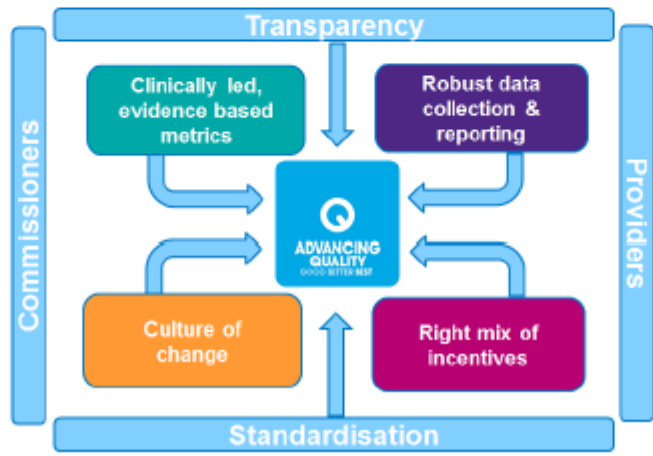 Transparency
Clinically led,
evidence based
metrics
Robust data
collection &
reporting
Commissioners
Providers
ADVANCING
QUALITY
GOOD BETTER BEST
Culture of
change
Right mix of
incentives
Standardisation